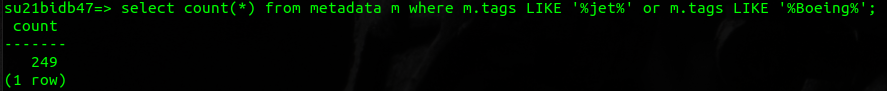 su21bidb47=> select count(*) from metadata m where m.tags LIKE '%jet%' or m.tags LIKE '%Boeing%';
count
-------
249
(1 row)